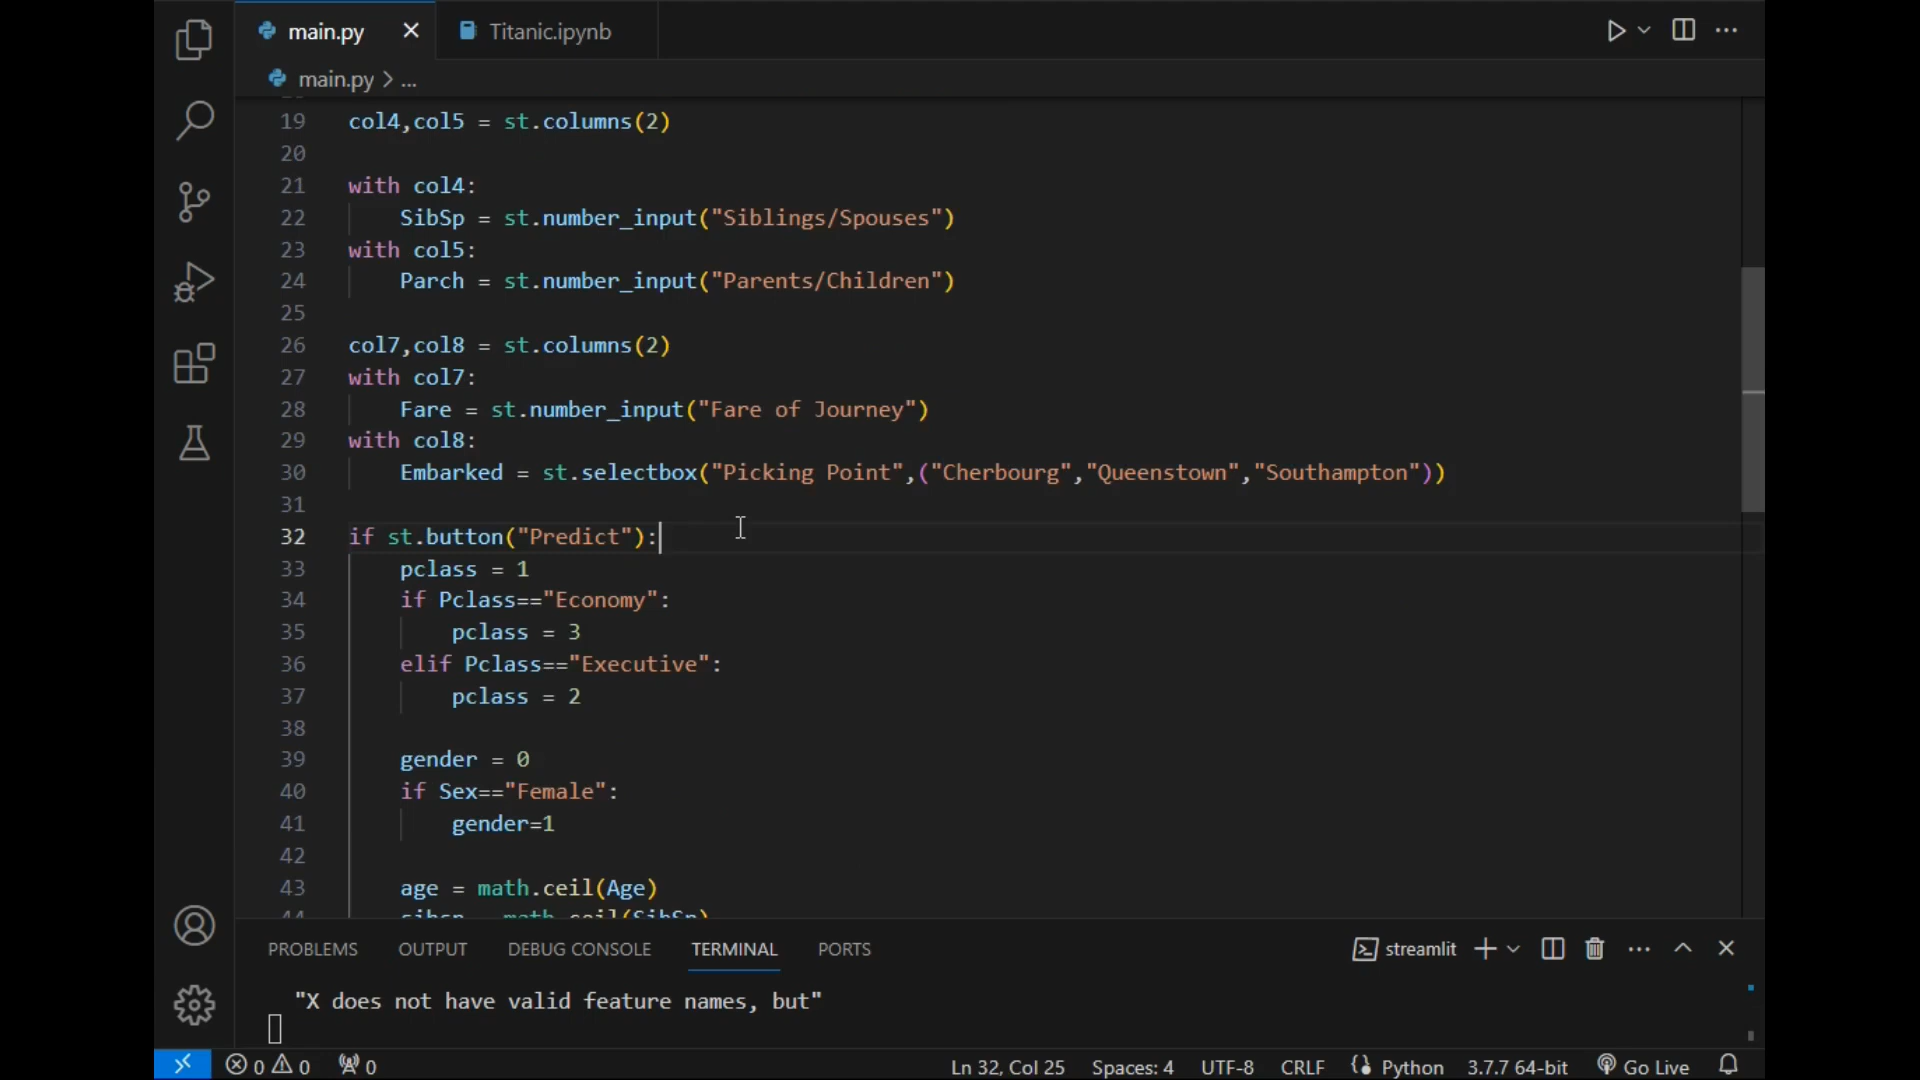 main.py
Titanic.ipynb
main.py > ...
19 col4,col5 = st.columns(2)
20
21 with col4:
22 SibSp = st.number_input("Siblings/Spouses")
23 with col5:
24 Parch = st.number_input("Parents/Children")
25
26 col7,col8 = st.columns(2)
27 with col7:
28 Fare = st.number_input("Fare of Journey")
29 with col8:
30 Embarked = st.selectbox("Picking Point",("Cherbourg","Queenstown","Southampton"))
31
32 if st.button("Predict"):
33 pclass = 1
34 if Pclass=="Economy":
35 pclass = 3
36 elif Pclass=="Executive":
37 pclass = 2
38
39 gender = 0
40 if Sex=="Female":
41 gender=1
42
43 age = math.ceil(Age)
44 sibsp = math.ceil(SibSp)
PROBLEMS OUTPUT DEBUG CONSOLE TERMINAL PORTS streamlit
"X does not have valid feature names, but"
0 0 0 Ln 32, Col 25 Spaces: 4 UTF-8 CRLF Python 3.7.7 64-bit Go Live